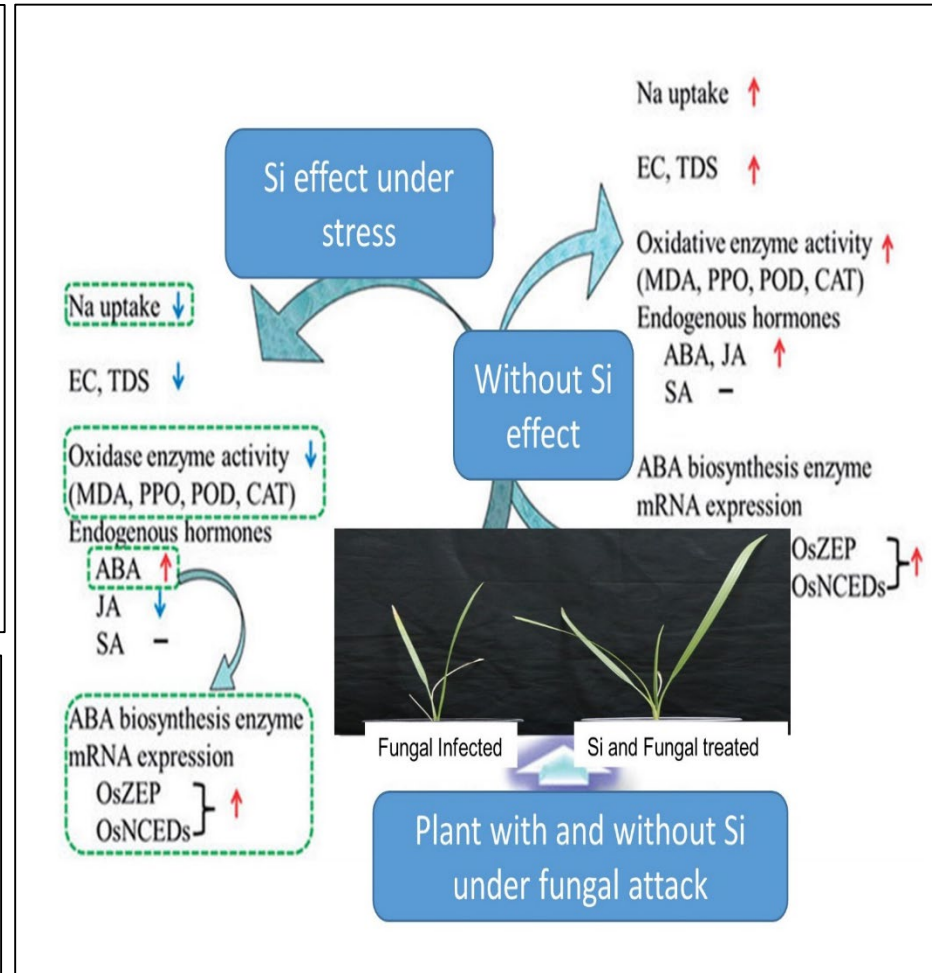 Si effect under
stress
Na uptake ↓
EC, TDS ↓
Oxidase enzyme activity ↓
(MDA, PPO, POD, CAT)
Endogenous hormones
ABA ↑
JA ↓
SA –
ABA biosynthesis enzyme
mRNA expression
OsZEP
OsNCEDs } ↑
Without Si
effect
Na uptake ↑
EC, TDS ↑
Oxidative enzyme activity ↑
(MDA, PPO, POD, CAT)
Endogenous hormones
ABA, JA ↑
SA –
ABA biosynthesis enzyme
mRNA expression
OsZEP
OsNCEDs } ↑
Fungal Infected
Si and Fungal treated
Plant with and without Si
under fungal attack